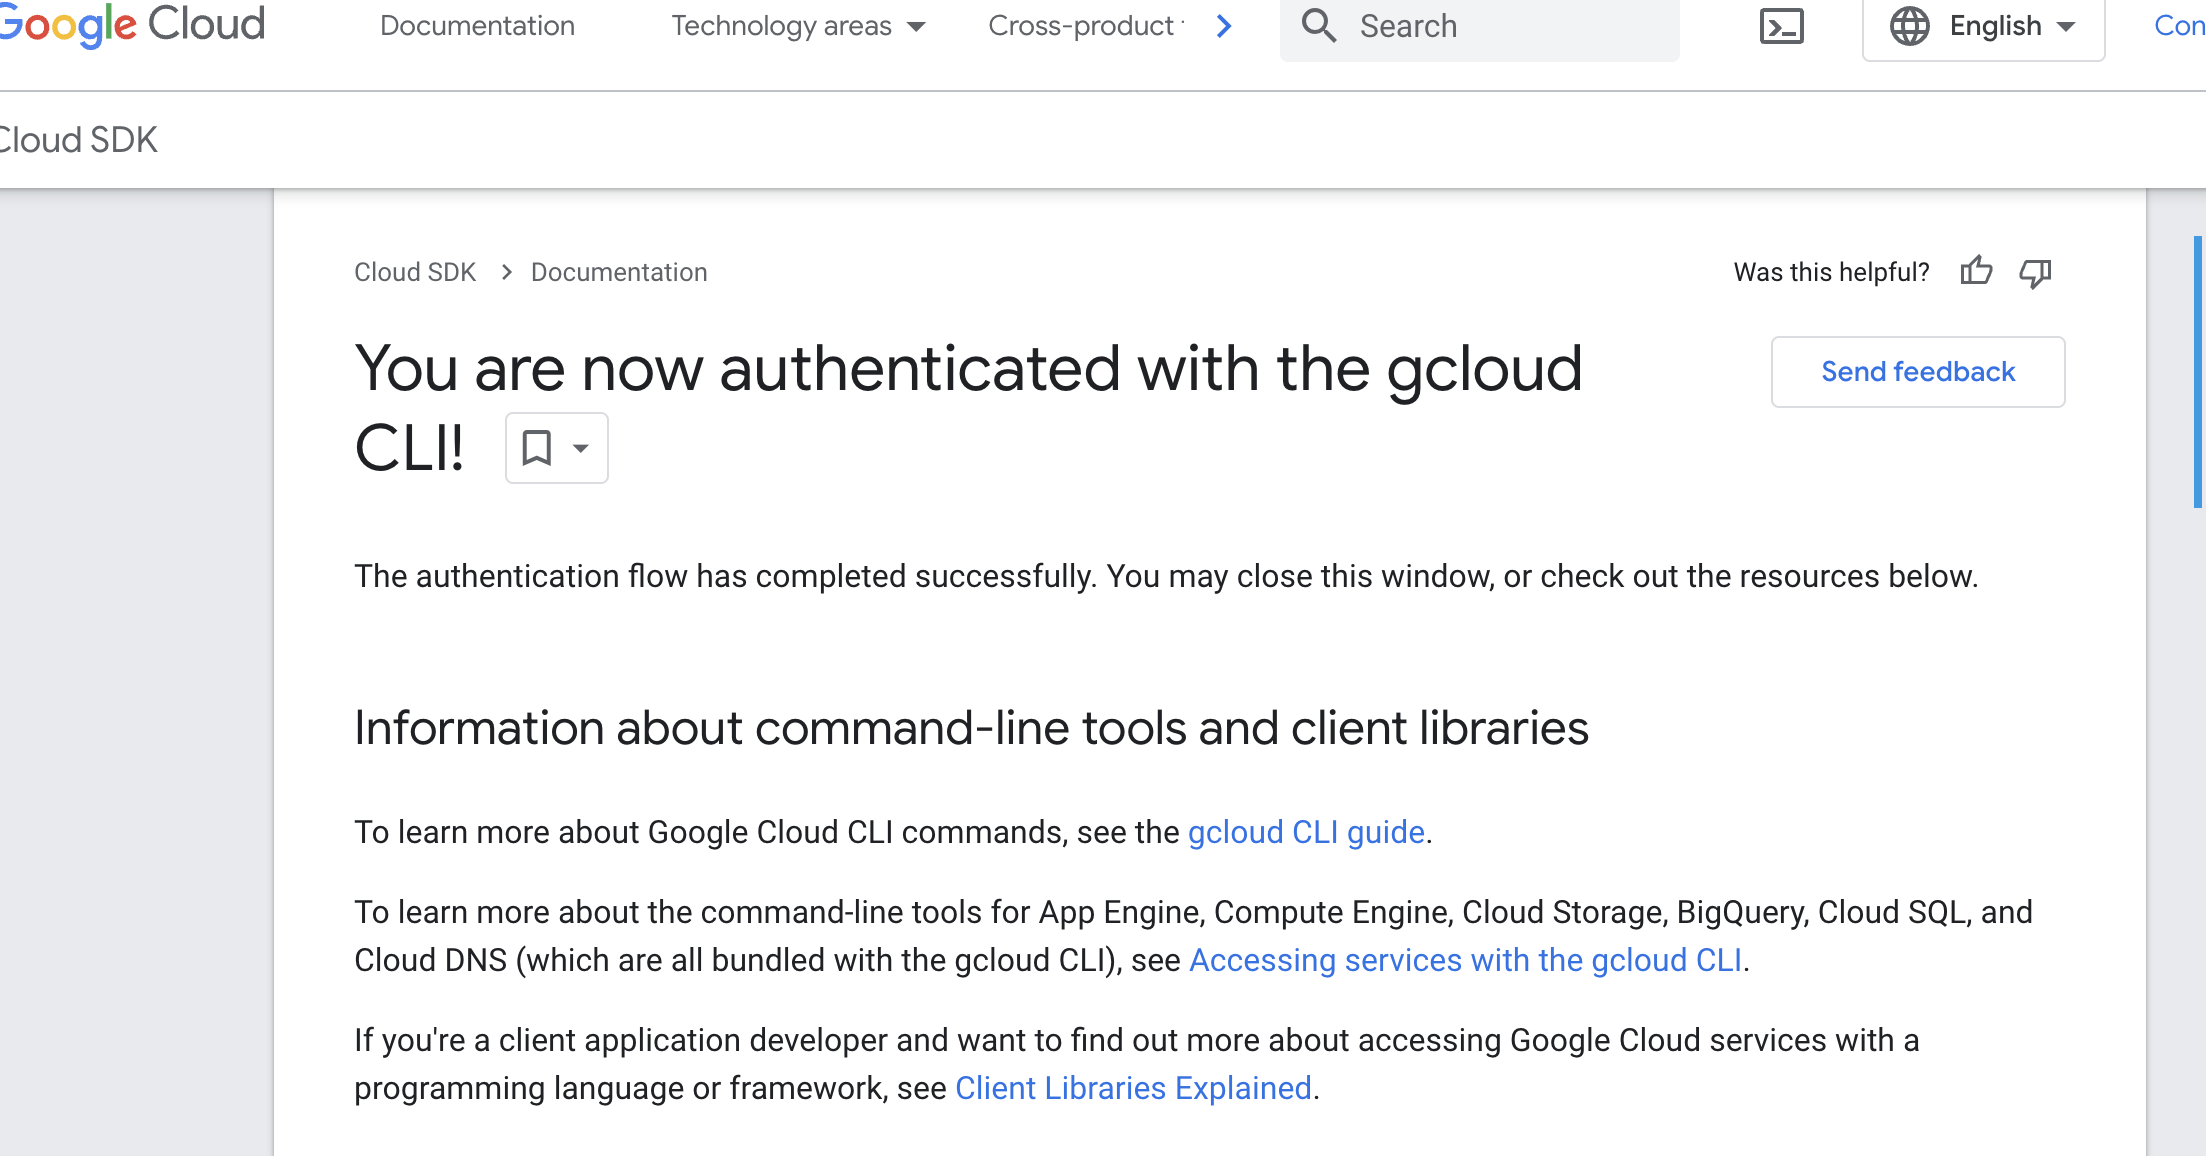 Google Cloud
Documentation
Technology areas
Cross-product
Search
English
Cloud SDK
Cloud SDK > Documentation
Was this helpful?
You are now authenticated with the gcloud
CLI!
Send feedback
The authentication flow has completed successfully. You may close this window, or check out the resources below.
Information about command-line tools and client libraries
To learn more about Google Cloud CLI commands, see the gcloud CLI guide.
To learn more about the command-line tools for App Engine, Compute Engine, Cloud Storage, BigQuery, Cloud SQL, and
Cloud DNS (which are all bundled with the gcloud CLI), see Accessing services with the gcloud CLI.
If you're a client application developer and want to find out more about accessing Google Cloud services with a
programming language or framework, see Client Libraries Explained.